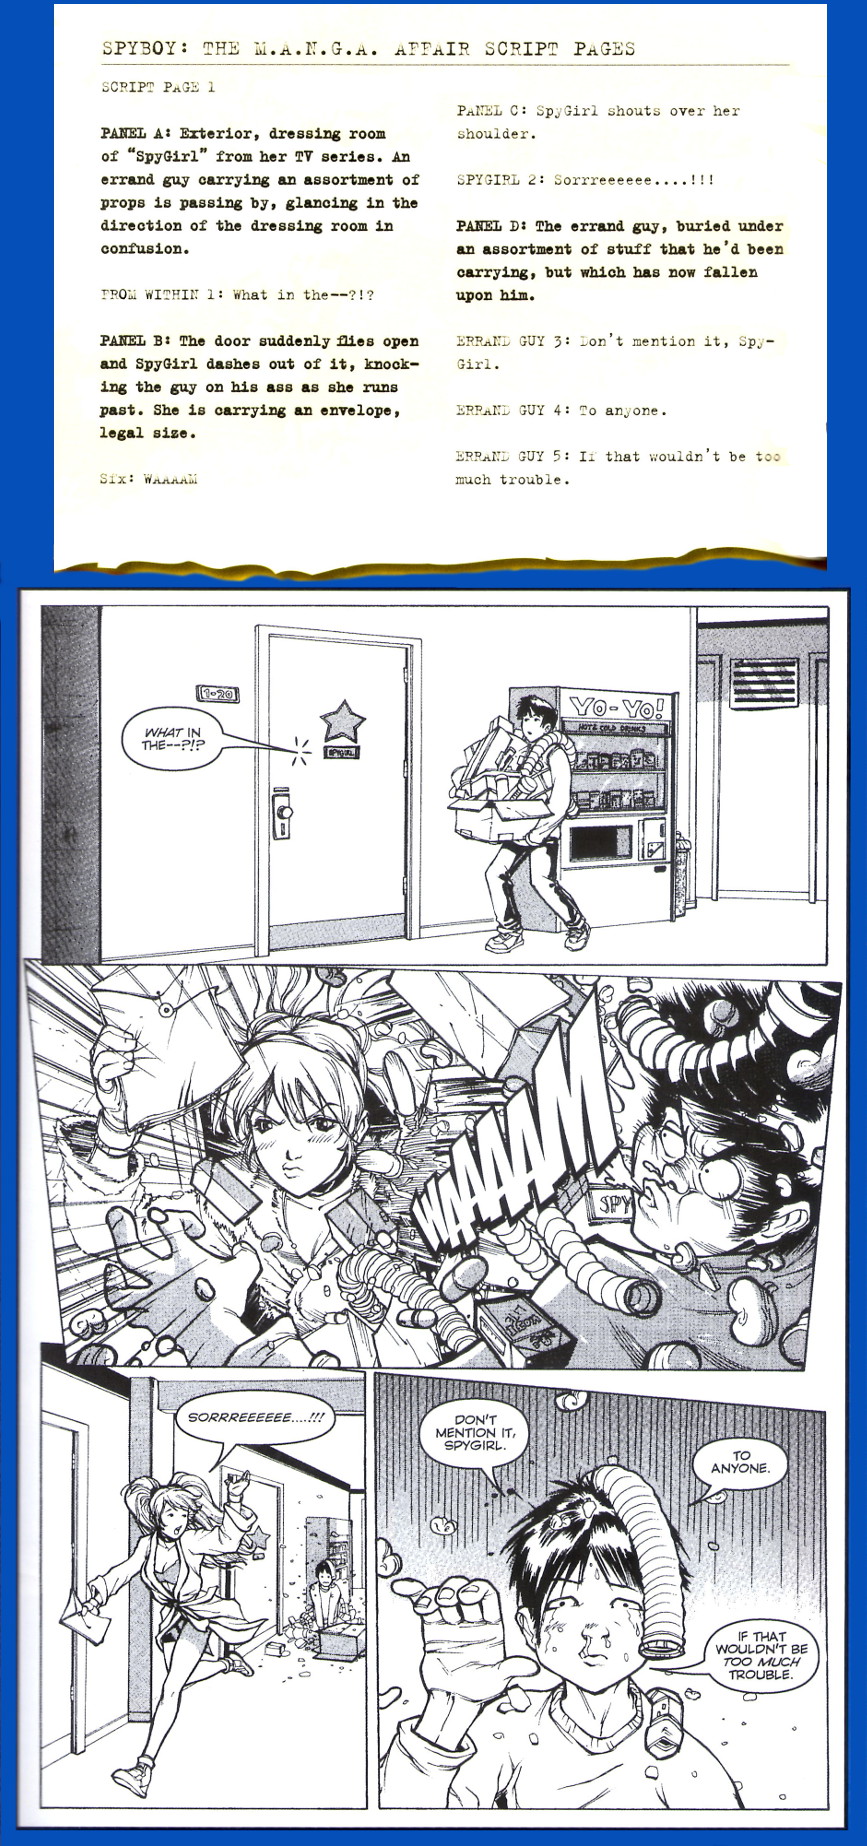 SPYBOY: THE M.A.N.G.A. AFFAIR SCRIPT PAGES
SCRIPT PAGE 1
PANEL A: Exterior, dressing room
of “SpyGirl” from her TV series. An
errand guy carrying an assortment of
props is passing by, glancing in the
direction of the dressing room in
confusion.
FROM WITHIN 1: What in the--?!?
PANEL B: The door suddenly flies open
and SpyGirl dashes out of it, knock-
ing the guy on his ass as she runs
past. She is carrying an envelope,
legal size.
Sfx: WAAAAM
PANEL C: SpyGirl shouts over her
shoulder.
SPYGIRL 2: Sorrreeeeee....!!!
PANEL D: The errand guy, buried under
an assortment of stuff that he’d been
carrying, but which has now fallen
upon him.
ERRAND GUY 3: Don’t mention it, Spy-
Girl.
ERRAND GUY 4: To anyone.
ERRAND GUY 5: If that wouldn’t be too
much trouble.
1-20
WHAT IN
THE--?!?
SPYGIRL
YO-YO!
HOT & COLD DRINKS
WAAAAM
SPY
SORRREEEEEE....!!!
DON'T
MENTION IT,
SPYGIRL.
TO
ANYONE.
IF THAT
WOULDN'T BE
TOO MUCH
TROUBLE.